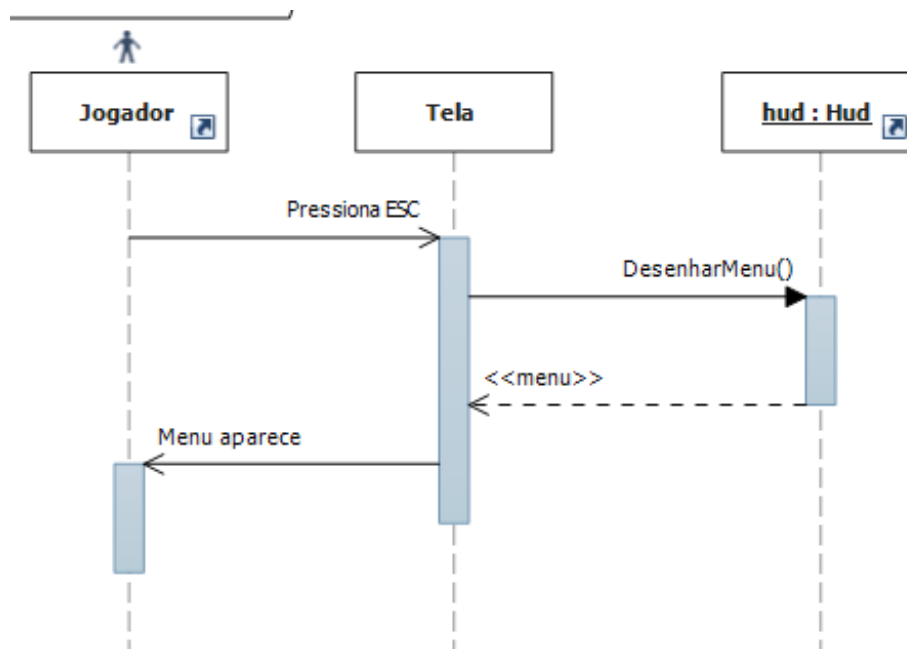 Jogador
Tela
hud : Hud
Pressiona ESC
DesenharMenu()
<<menu>>
Menu aparece